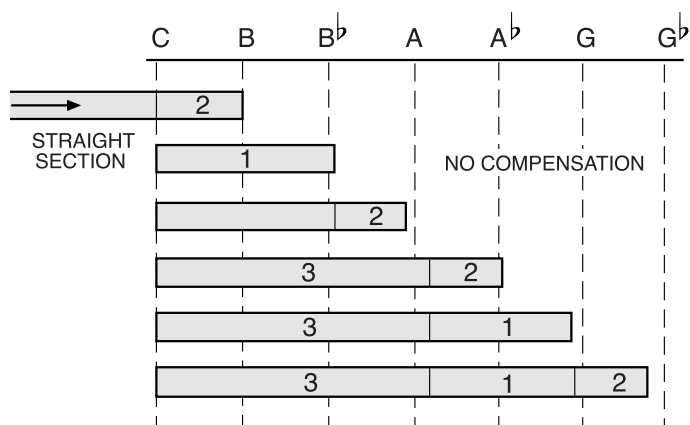 C B B♭ A A♭ G G♭
2
STRAIGHT
SECTION
1
NO COMPENSATION
2
3 2
3 1
3 1 2